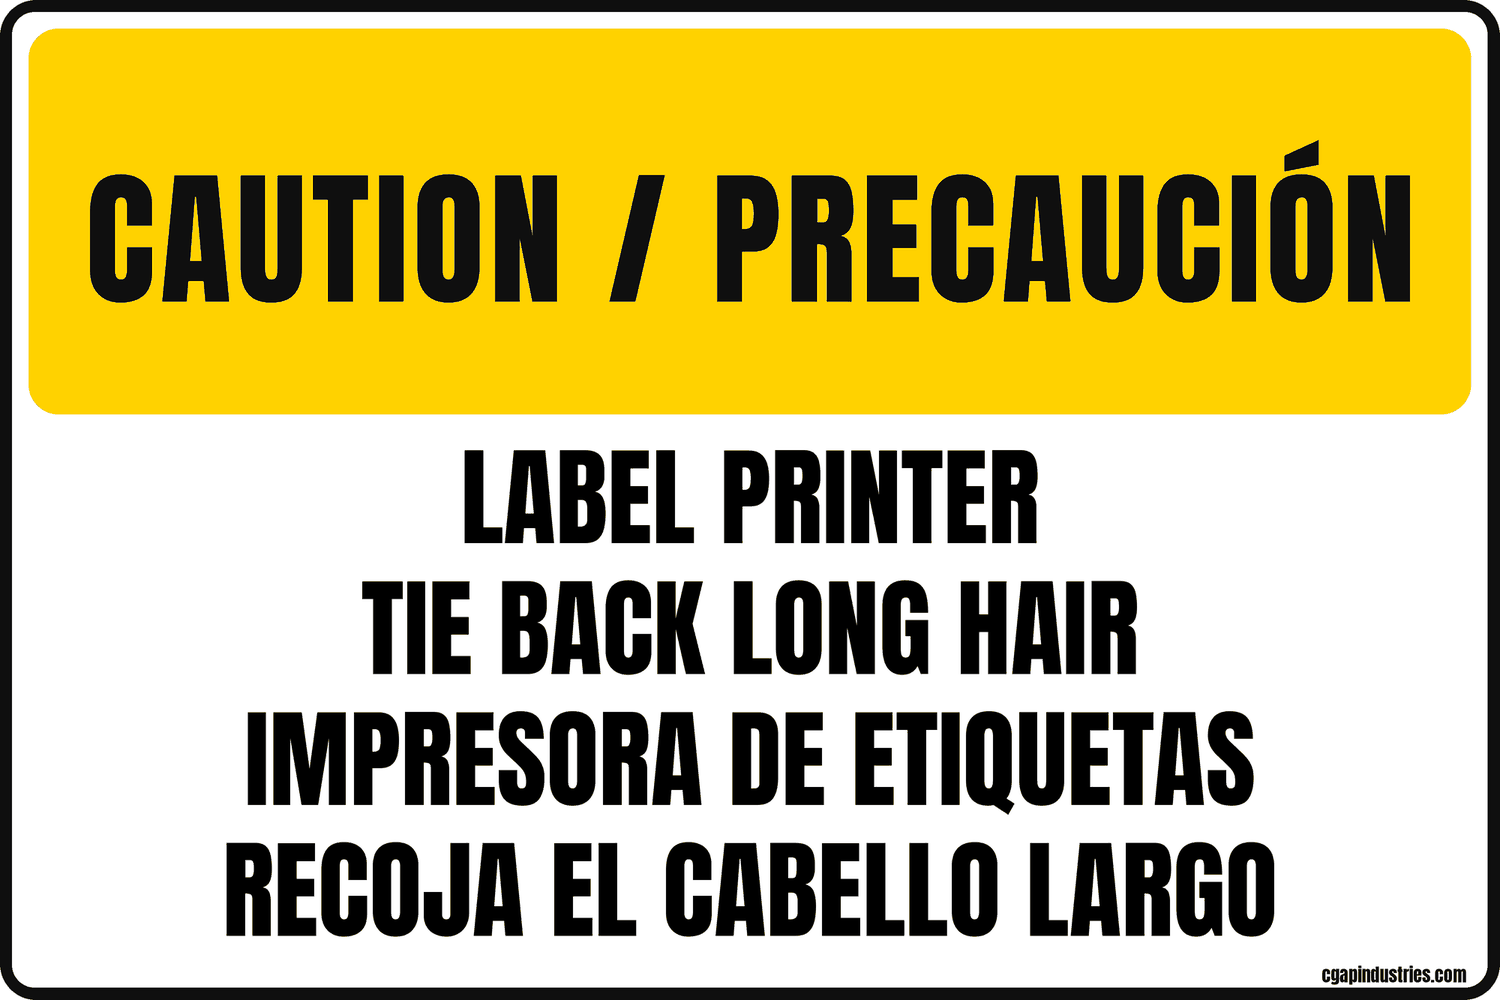 CAUTION / PRECAUCIÓN
LABEL PRINTER
TIE BACK LONG HAIR
IMPRESORA DE ETIQUETAS
RECOJA EL CABELLO LARGO
cgapindustries.com